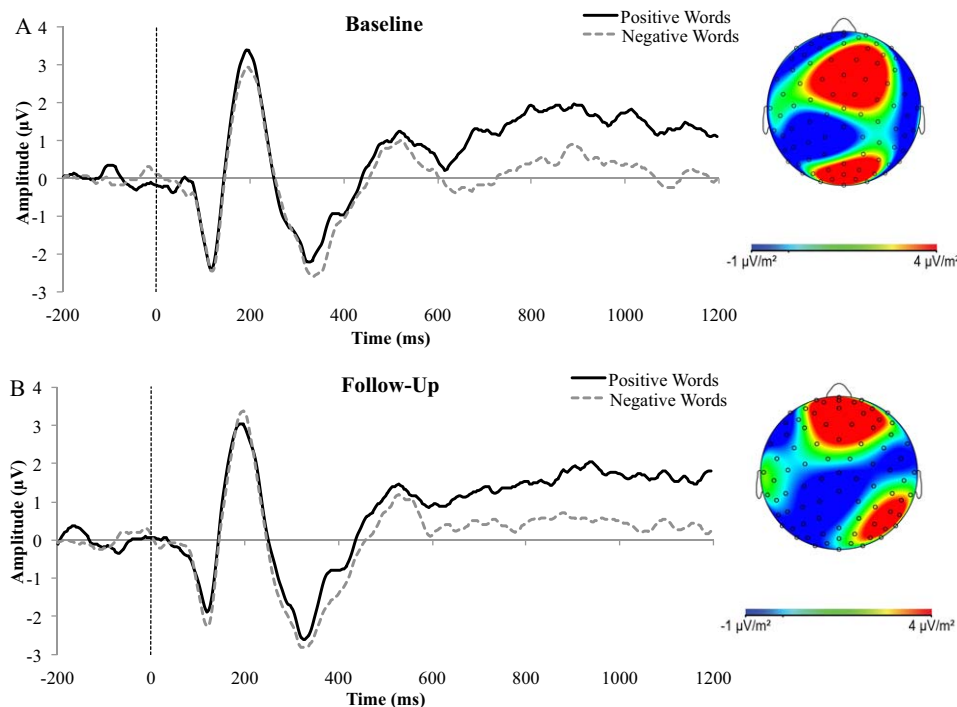 A
Baseline
Positive Words
Negative Words
Amplitude (µV)
4
3
2
1
0
-1
-2
-3
-200 0 200 400 600 800 1000 1200
Time (ms)
-1 µV/m² 4 µV/m²
B
Follow-Up
Positive Words
Negative Words
Amplitude (µV)
4
3
2
1
0
-1
-2
-3
-200 0 200 400 600 800 1000 1200
Time (ms)
-1 µV/m² 4 µV/m²